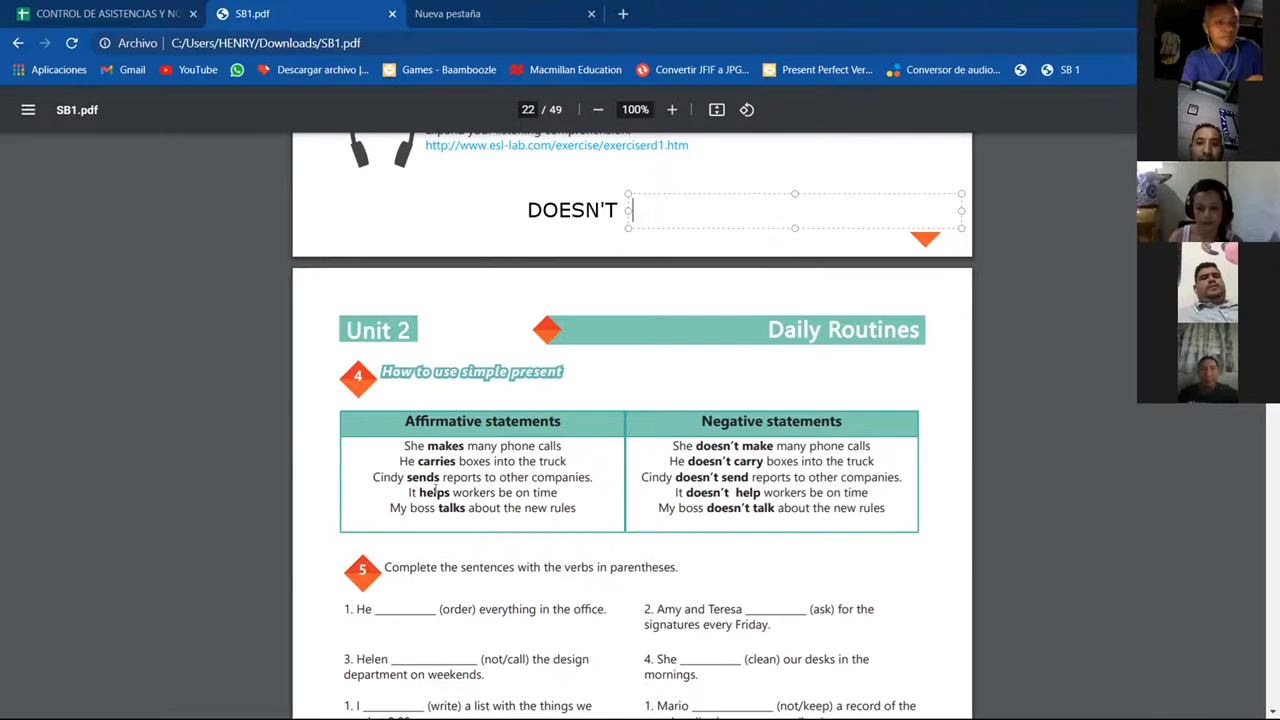 CONTROL DE ASISTENCIAS Y NO
SB1.pdf
Nueva pestaña
Archivo
C:/Users/HENRY/Downloads/SB1.pdf
Aplicaciones
Gmail
YouTube
Descargar archivo |...
Games - Baamboozle
Macmillan Education
Convertir JFIF a JPG...
Present Perfect Ver...
Conversor de audio...
SB 1
SB1.pdf
22 / 49
100%
Expand your listening comprehension.
http://www.esl-lab.com/exercise/exerciserd1.htm
DOESN'T
Unit 2
Daily Routines
4 How to use simple present
Affirmative statements
She makes many phone calls
He carries boxes into the truck
Cindy sends reports to other companies.
It helps workers be on time
My boss talks about the new rules
Negative statements
She doesn't make many phone calls
He doesn't carry boxes into the truck
Cindy doesn't send reports to other companies.
It doesn't help workers be on time
My boss doesn't talk about the new rules
5 Complete the sentences with the verbs in parentheses.
1. He __________ (order) everything in the office.
2. Amy and Teresa __________ (ask) for the
signatures every Friday.
3. Helen ______________ (not/call) the design
department on weekends.
4. She __________ (clean) our desks in the
mornings.
1. I __________ (write) a list with the things we
1. Mario _____________ (not/keep) a record of the